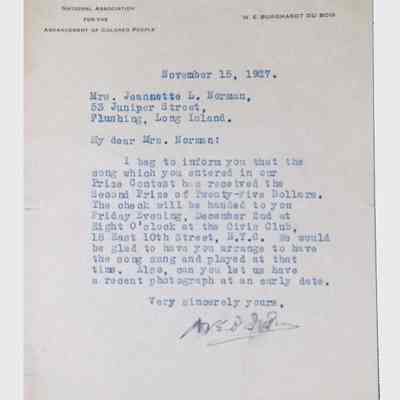 NATIONAL ASSOCIATION
FOR THE
ADVANCEMENT OF COLORED PEOPLE
W. E. BURGHARDT DU BOIS
November 15, 1927.
Mrs. Jeannette L. Norman,
53 Juniper Street,
Flushing, Long Island.
My dear Mrs. Norman:
I beg to inform you that the
song which you entered in our
Prize Contest has received the
Second Prize of Twenty-five Dollars.
The check will be handed to you
Friday Evening, December 2nd at
Eight O'clock at the Civic Club,
18 East 10th Street, N.Y.C. We would
be glad to have you arrange to have
the song sung and played at that
time. Also, can you let us have
a recent photograph at an early date.
Very sincerely yours,